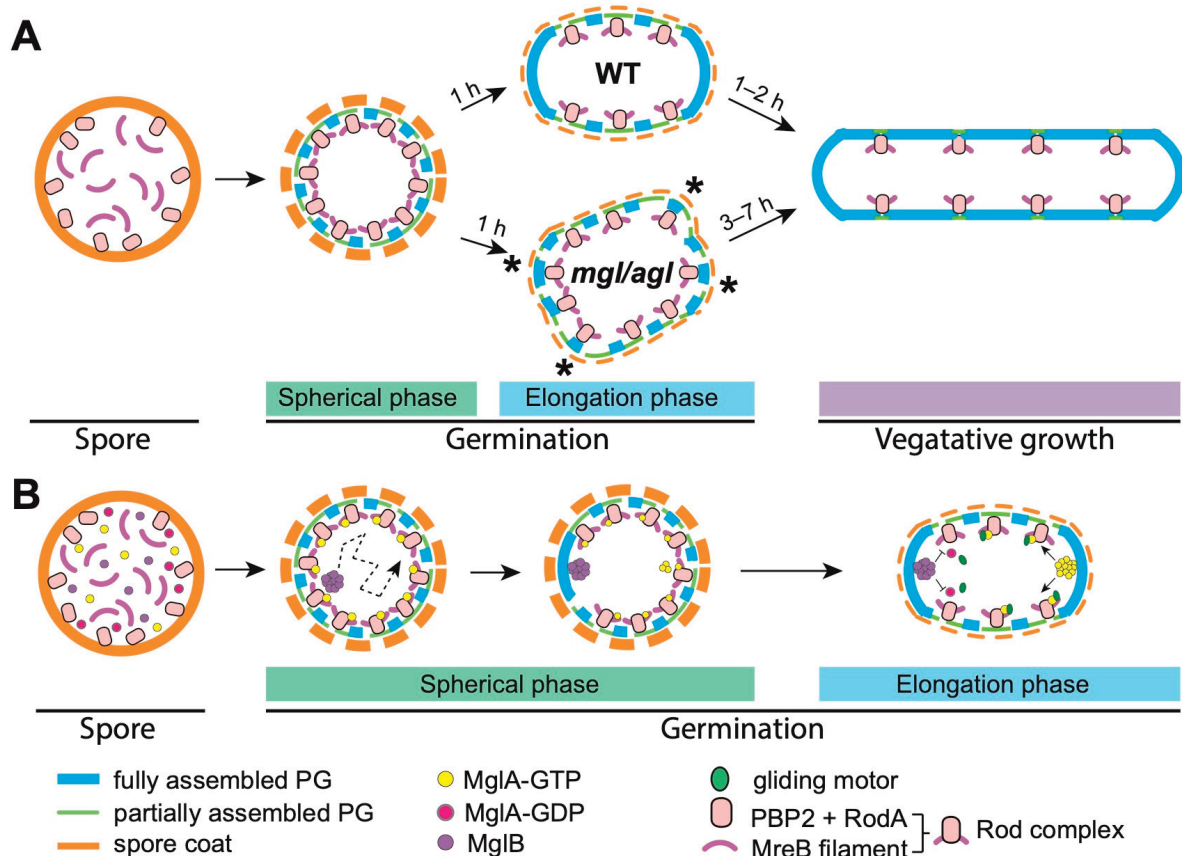 A
1 h
WT
1–2 h
1 h
*
*
mgl/agl
*
*
3–7 h
Spherical phase
Elongation phase
Spore
Germination
Vegatative growth
B
Spherical phase
Elongation phase
Spore
Germination
fully assembled PG
MglA-GTP
gliding motor
partially assembled PG
MglA-GDP
PBP2 + RodA
Rod complex
spore coat
MglB
MreB filament